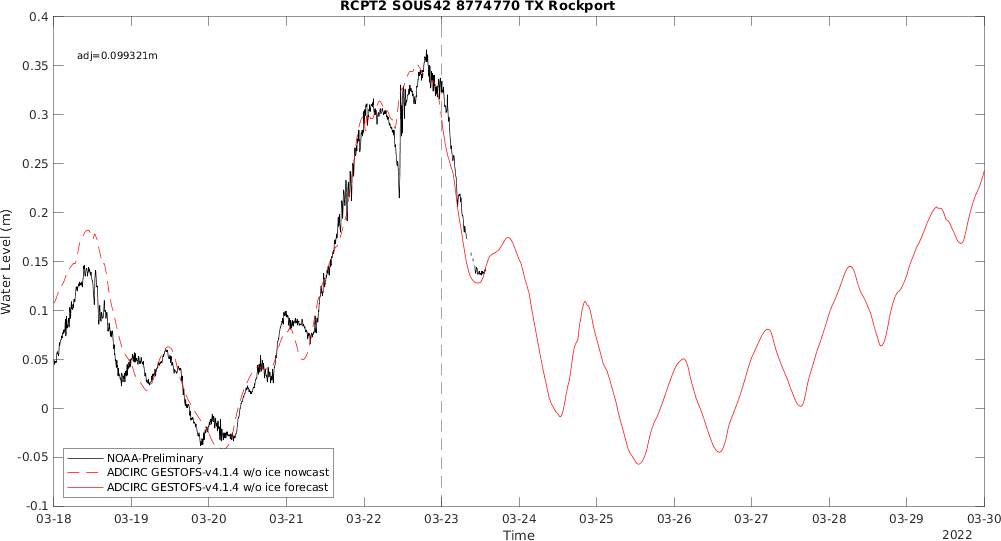 RCPT2 SOUS42 8774770 TX Rockport
adj=0.099321m
0.4
0.35
0.3
0.25
0.2
0.15
0.1
0.05
0
-0.05
-0.1
Water Level (m)
NOAA-Preliminary
ADCIRC GESTOFS-v4.1.4 w/o ice nowcast
ADCIRC GESTOFS-v4.1.4 w/o ice forecast
03-18 03-19 03-20 03-21 03-22 03-23 03-24 03-25 03-26 03-27 03-28 03-29 03-30
Time
2022